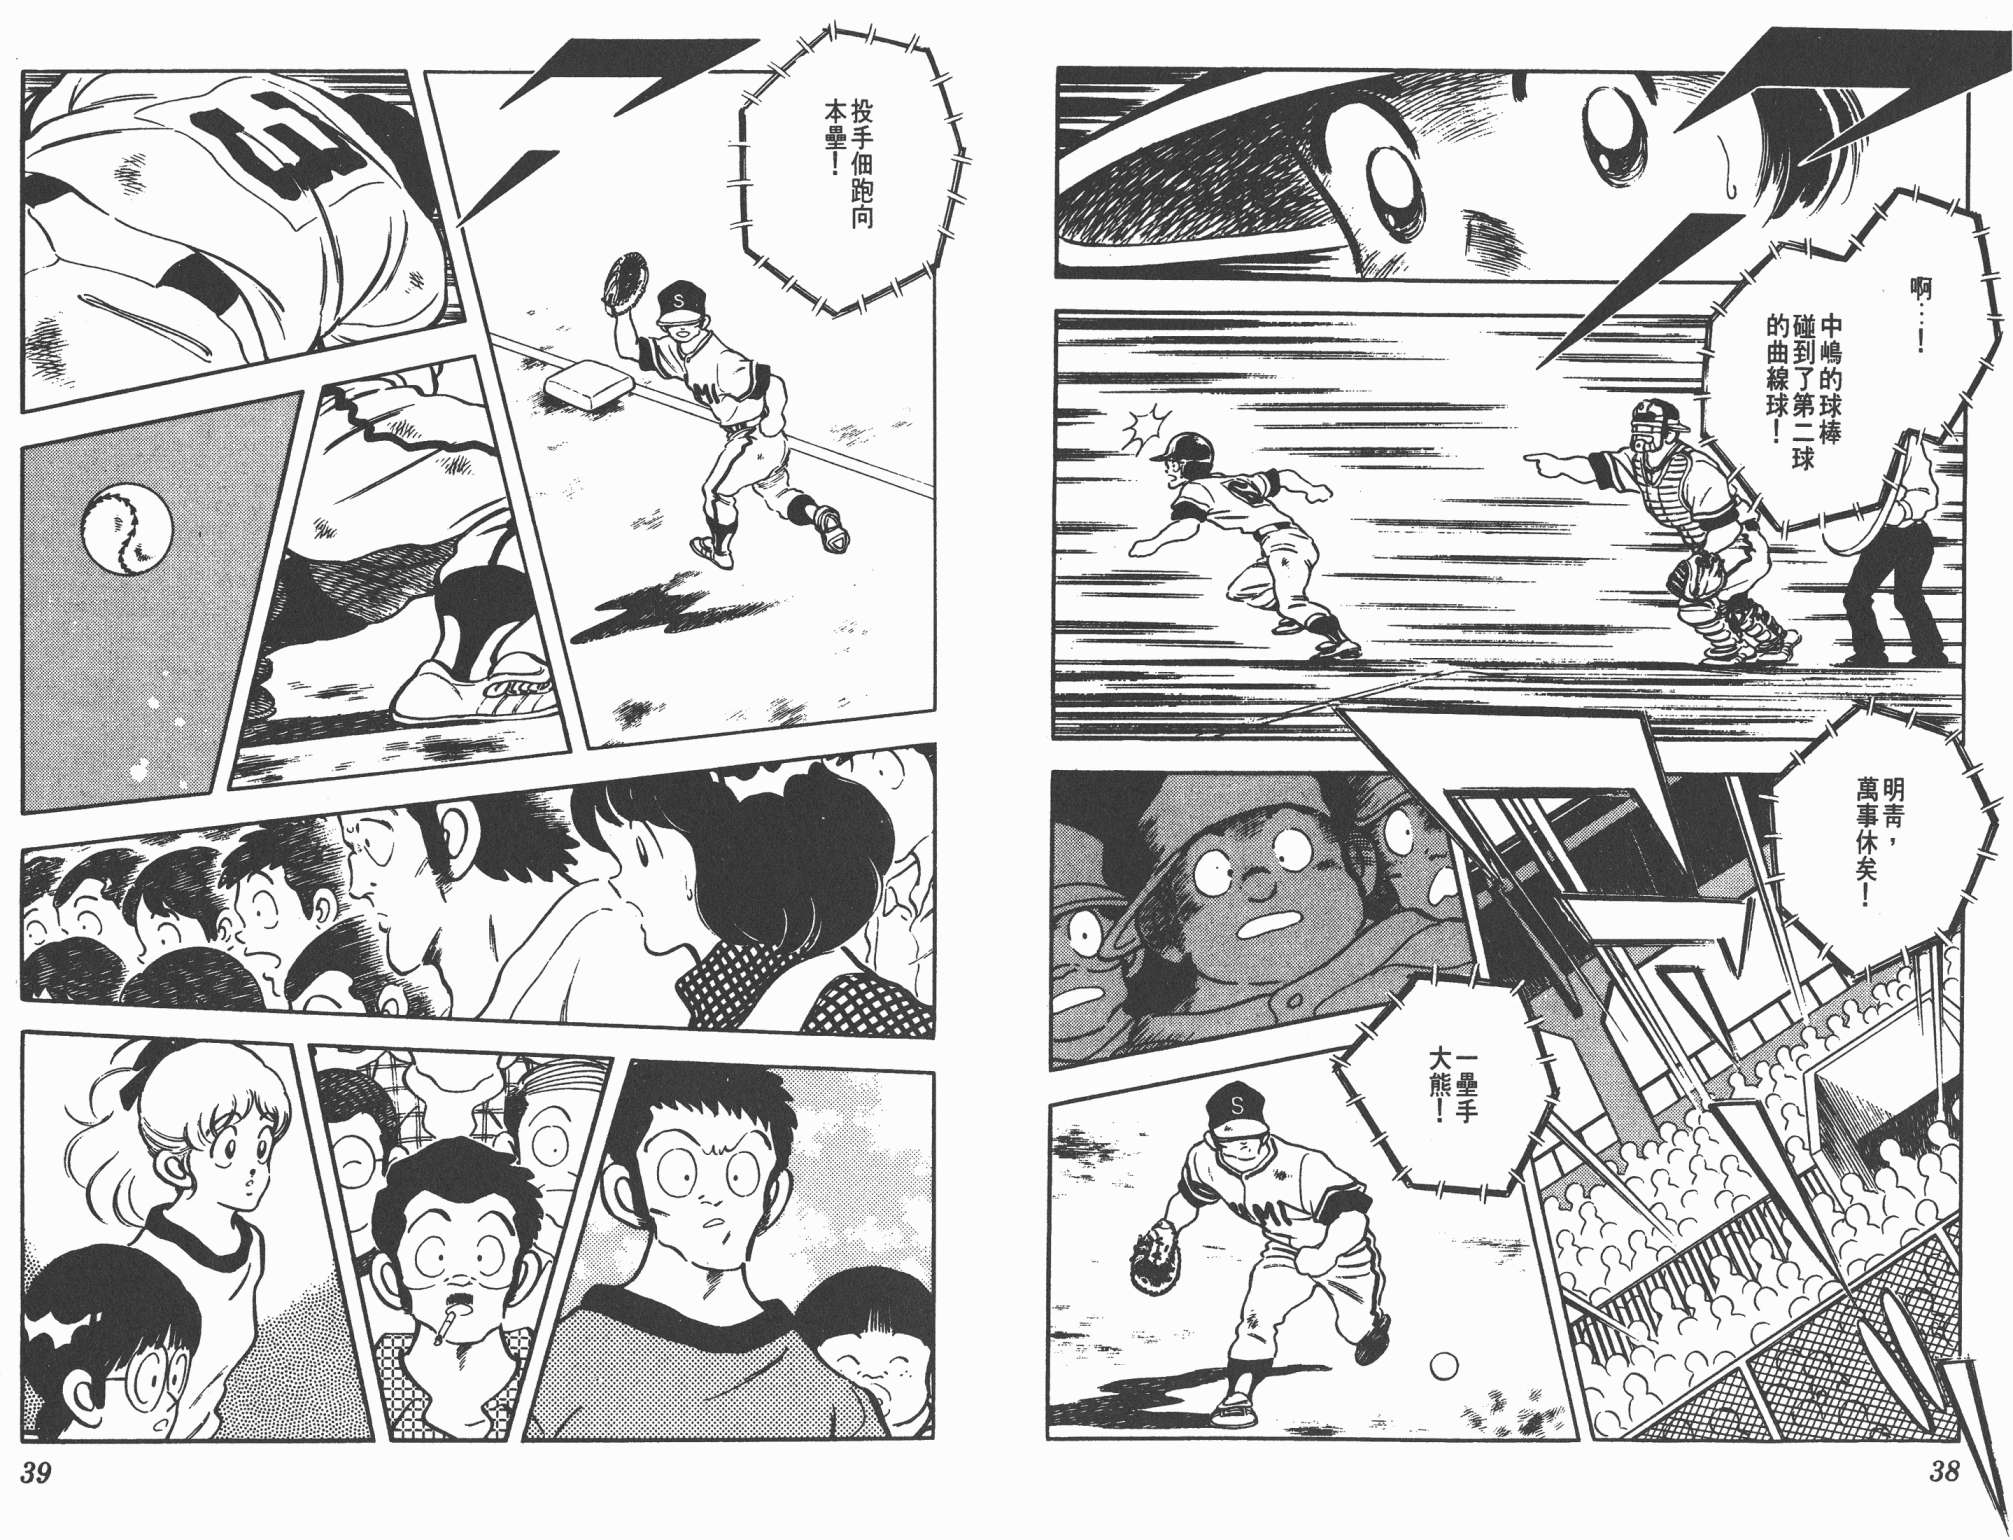 啊…！
中嶋的球棒
碰到了第二球
的曲線球！
明青，
萬事休矣！
一壘手
大熊！
S
38
投手佃跑向
本壘！
S
39